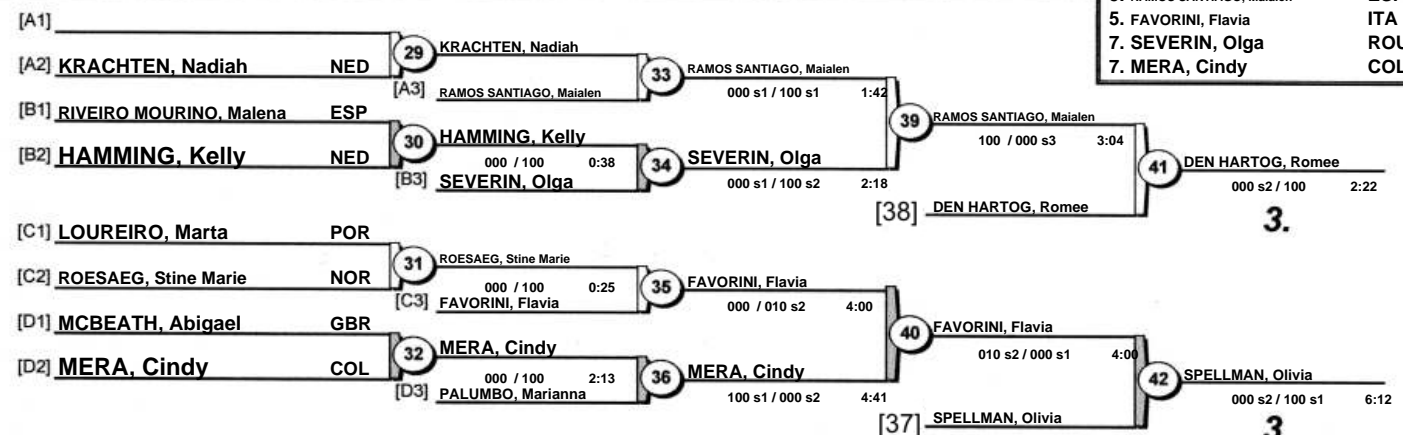 5. FAVORINI, Flavia ITA
7. SEVERIN, Olga ROU
7. MERA, Cindy COL
[A1]
[A2] KRACHTEN, Nadiah NED
29
KRACHTEN, Nadiah
[A3] RAMOS SANTIAGO, Maialen
33
RAMOS SANTIAGO, Maialen
000 s1 / 100 s1 1:42
[B1] RIVEIRO MOURINO, Malena ESP
[B2] HAMMING, Kelly NED
30
HAMMING, Kelly
000 / 100 0:38
[B3] SEVERIN, Olga
34
SEVERIN, Olga
000 s1 / 100 s2 2:18
39
RAMOS SANTIAGO, Maialen
100 / 000 s3 3:04
[38] DEN HARTOG, Romee
41
DEN HARTOG, Romee
000 s2 / 100 2:22
3.
[C1] LOUREIRO, Marta POR
[C2] ROESAEG, Stine Marie NOR
31
ROESAEG, Stine Marie
000 / 100 0:25
[C3] FAVORINI, Flavia
35
FAVORINI, Flavia
000 / 010 s2 4:00
[D1] MCBEATH, Abigael GBR
[D2] MERA, Cindy COL
32
MERA, Cindy
000 / 100 2:13
[D3] PALUMBO, Marianna
36
MERA, Cindy
100 s1 / 000 s2 4:41
40
FAVORINI, Flavia
010 s2 / 000 s1 4:00
[37] SPELLMAN, Olivia
42
SPELLMAN, Olivia
000 s2 / 100 s1 6:12
3